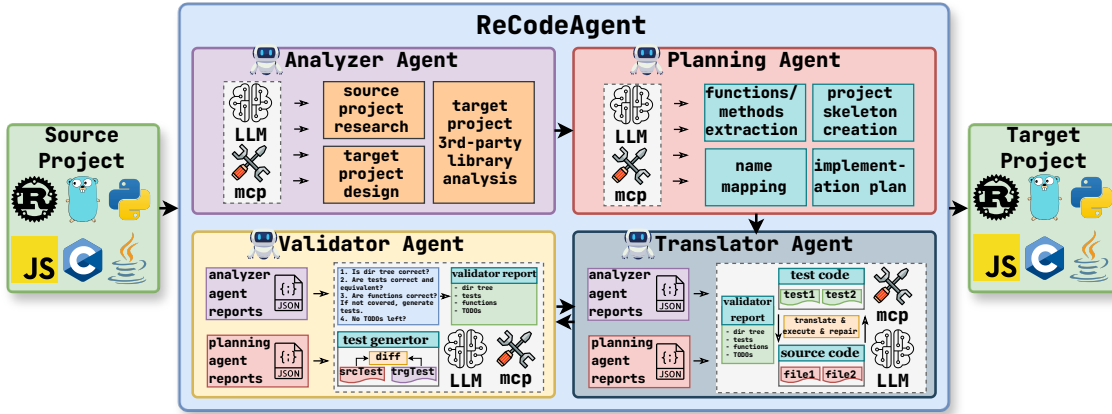 ReCodeAgent
Source
Project
JS
C
Analyzer Agent
LLM
mcp
source
project
research
target
project
design
target
project
3rd-party
library
analysis
Planning Agent
LLM
mcp
functions/
methods
extraction
project
skeleton
creation
name
mapping
implement-
ation plan
Validator Agent
analyzer
agent
reports
{;}
JSON
planning
agent
reports
{;}
JSON
1. Is dir tree correct?
2. Are tests correct and
equivalent?
3. Are functions correct?
If not covered, generate
tests.
4. No TODOs left?
validator report
- dir tree
- tests
- functions
- TODOs
test genertor
diff
srcTest
trgTest
LLM
mcp
Translator Agent
analyzer
agent
reports
{;}
JSON
planning
agent
reports
{;}
JSON
validator
report
- dir tree
- tests
- functions
- TODOs
test code
test1
test2
translate &
execute & repair
source code
file1
file2
mcp
LLM
Target
Project
JS
C